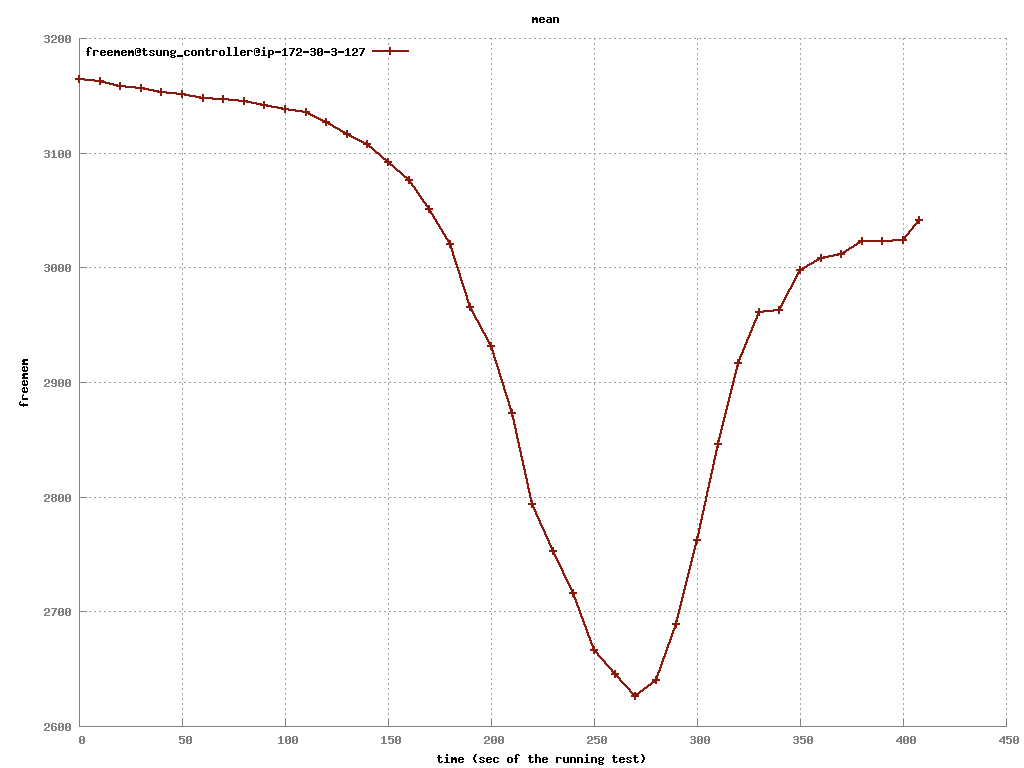 mean
freemem@tsung_controller@ip-172-30-3-127
3200
3100
3000
2900
2800
2700
2600
freemem
0 50 100 150 200 250 300 350 400 450
time (sec of the running test)